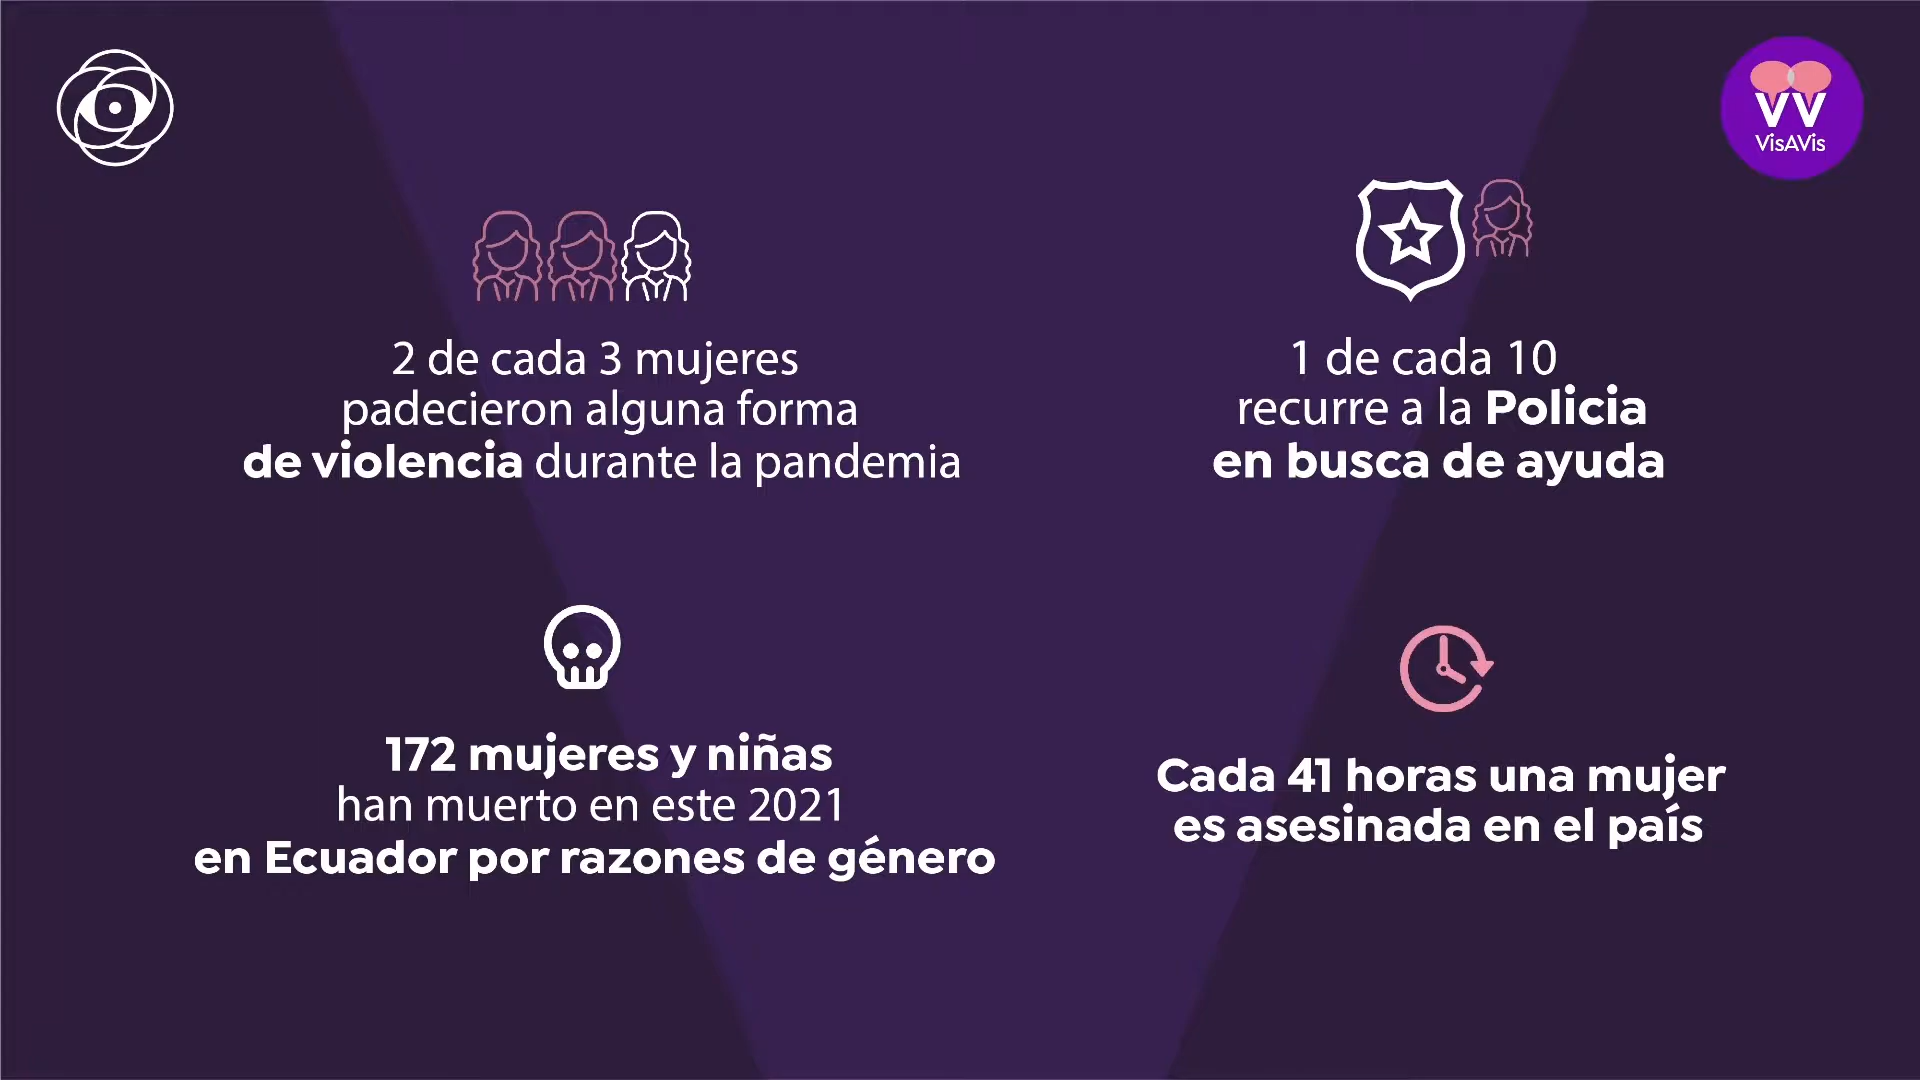 VV
VisAVis
2 de cada 3 mujeres
padecieron alguna forma
de violencia durante la pandemia
1 de cada 10
recurre a la Policia
en busca de ayuda
172 mujeres y niñas
han muerto en este 2021
en Ecuador por razones de género
Cada 41 horas una mujer
es asesinada en el país